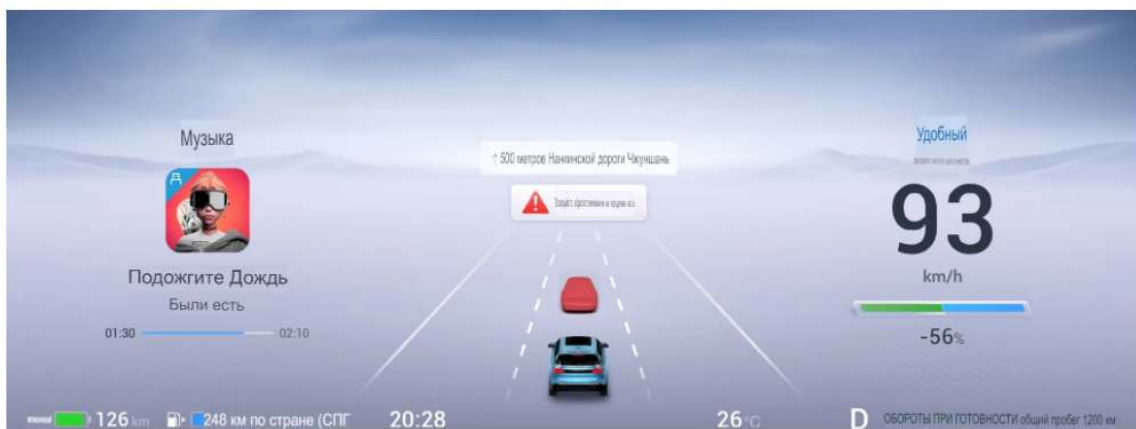 Музыка
Подожгите Дождь
Были есть
01:30 02:10
↑ 500 метров Нанкинской дороги Чжуншань
Удобный
93
km/h
-56%
126 km
248 км по стране (СПГ
20:28
26°C
D
ОБОРОТЫ ПРИ ГОТОВНОСТИ общий пробег 1200 км